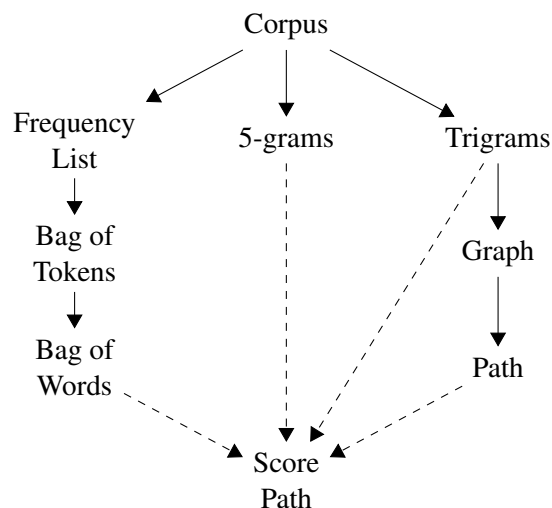 Corpus
Frequency
List
5-grams
Trigrams
Bag of
Tokens
Graph
Bag of
Words
Path
Score
Path